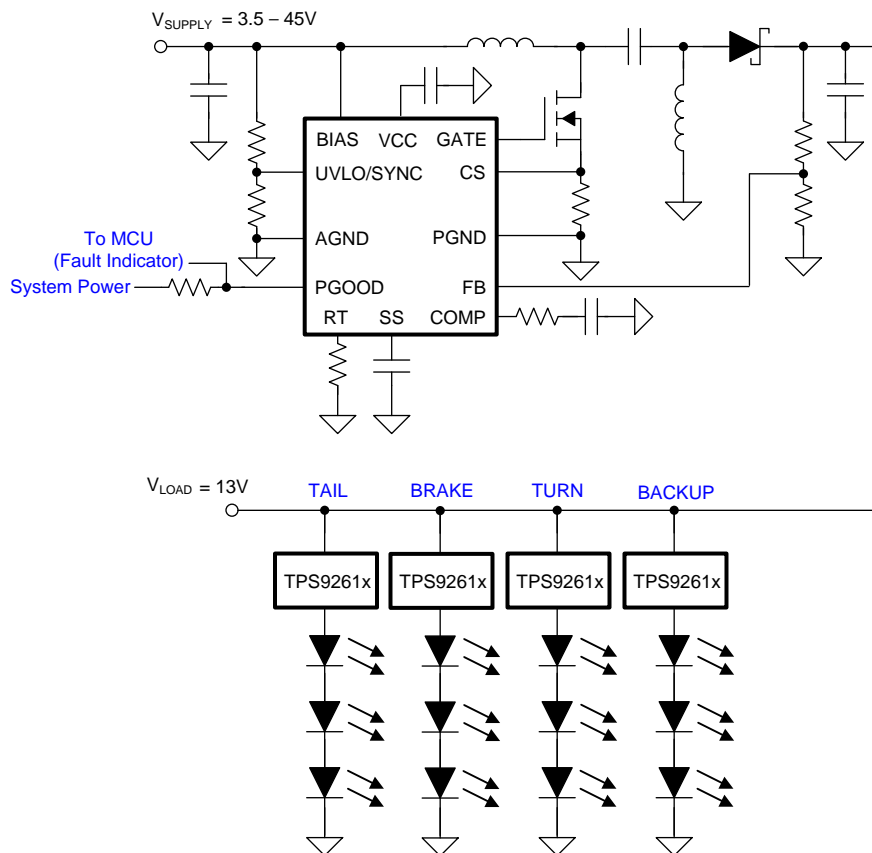 VSUPPLY = 3.5 – 45V
BIAS VCC GATE
UVLO/SYNC CS
AGND PGND
To MCU
(Fault Indicator)
System Power
PGOOD FB
RT SS COMP
VLOAD = 13V
TAIL BRAKE TURN BACKUP
TPS9261x TPS9261x TPS9261x TPS9261x